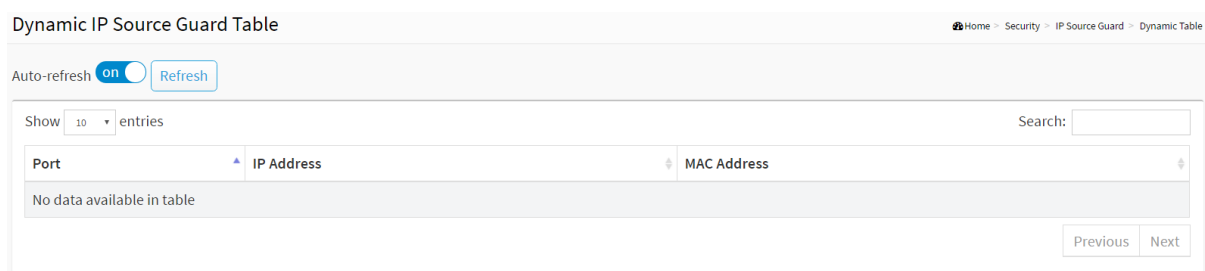 Dynamic IP Source Guard Table
Home > Security > IP Source Guard > Dynamic Table
Auto-refresh on Refresh
Show 10 entries Search:
Port IP Address MAC Address
No data available in table
Previous Next